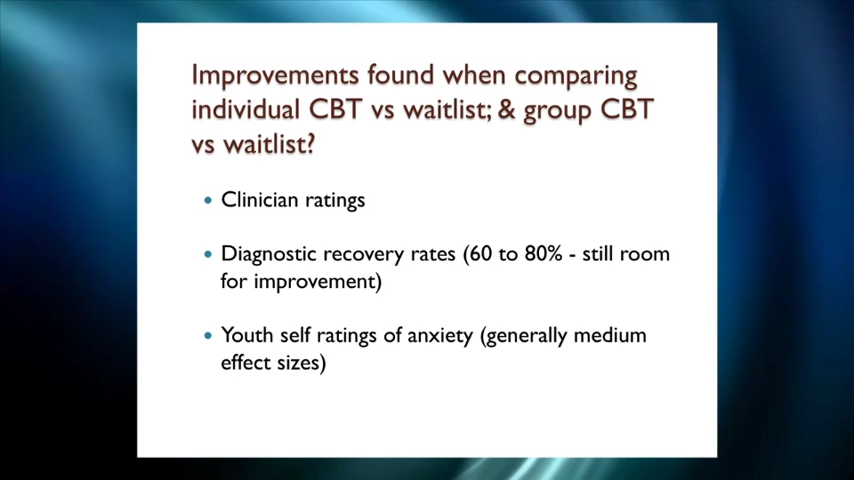 Improvements found when comparing
individual CBT vs waitlist; & group CBT
vs waitlist?
• Clinician ratings
• Diagnostic recovery rates (60 to 80% - still room
for improvement)
• Youth self ratings of anxiety (generally medium
effect sizes)